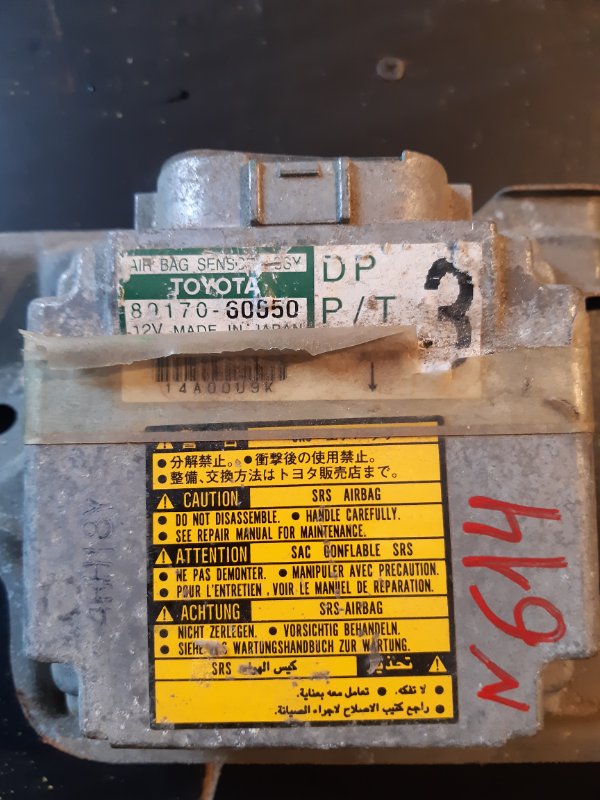 AIR BAG SENSOR ASSY
TOYOTA
89170-60050
12V MADE IN JAPAN
DP
P/T
3
14A00U9K
SRS
●分解禁止。●衝撃後の使用禁止。
●整備、交換方法はトヨタ販売店まで。
CAUTION SRS AIRBAG
● DO NOT DISASSEMBLE. ● HANDLE CAREFULLY.
● SEE REPAIR MANUAL FOR MAINTENANCE.
ATTENTION SAC GONFLABLE SRS
● NE PAS DEMONTER. ● MANIPULER AVEC PRECAUTION.
● POUR L'ENTRETIEN, VOIR LE MANUEL DE REPARATION.
ACHTUNG SRS-AIRBAG
● NICHT ZERLEGEN. ● VORSICHTIG BEHANDELN.
● SIEHE WARTUNGSHANDBUCH ZUR WARTUNG.
تحذير كيس الهواء SRS
● لا تفكه. ● تعامل معه بعناية.
● راجع كتيب الاصلاح لاجراء الصيانة.
N614